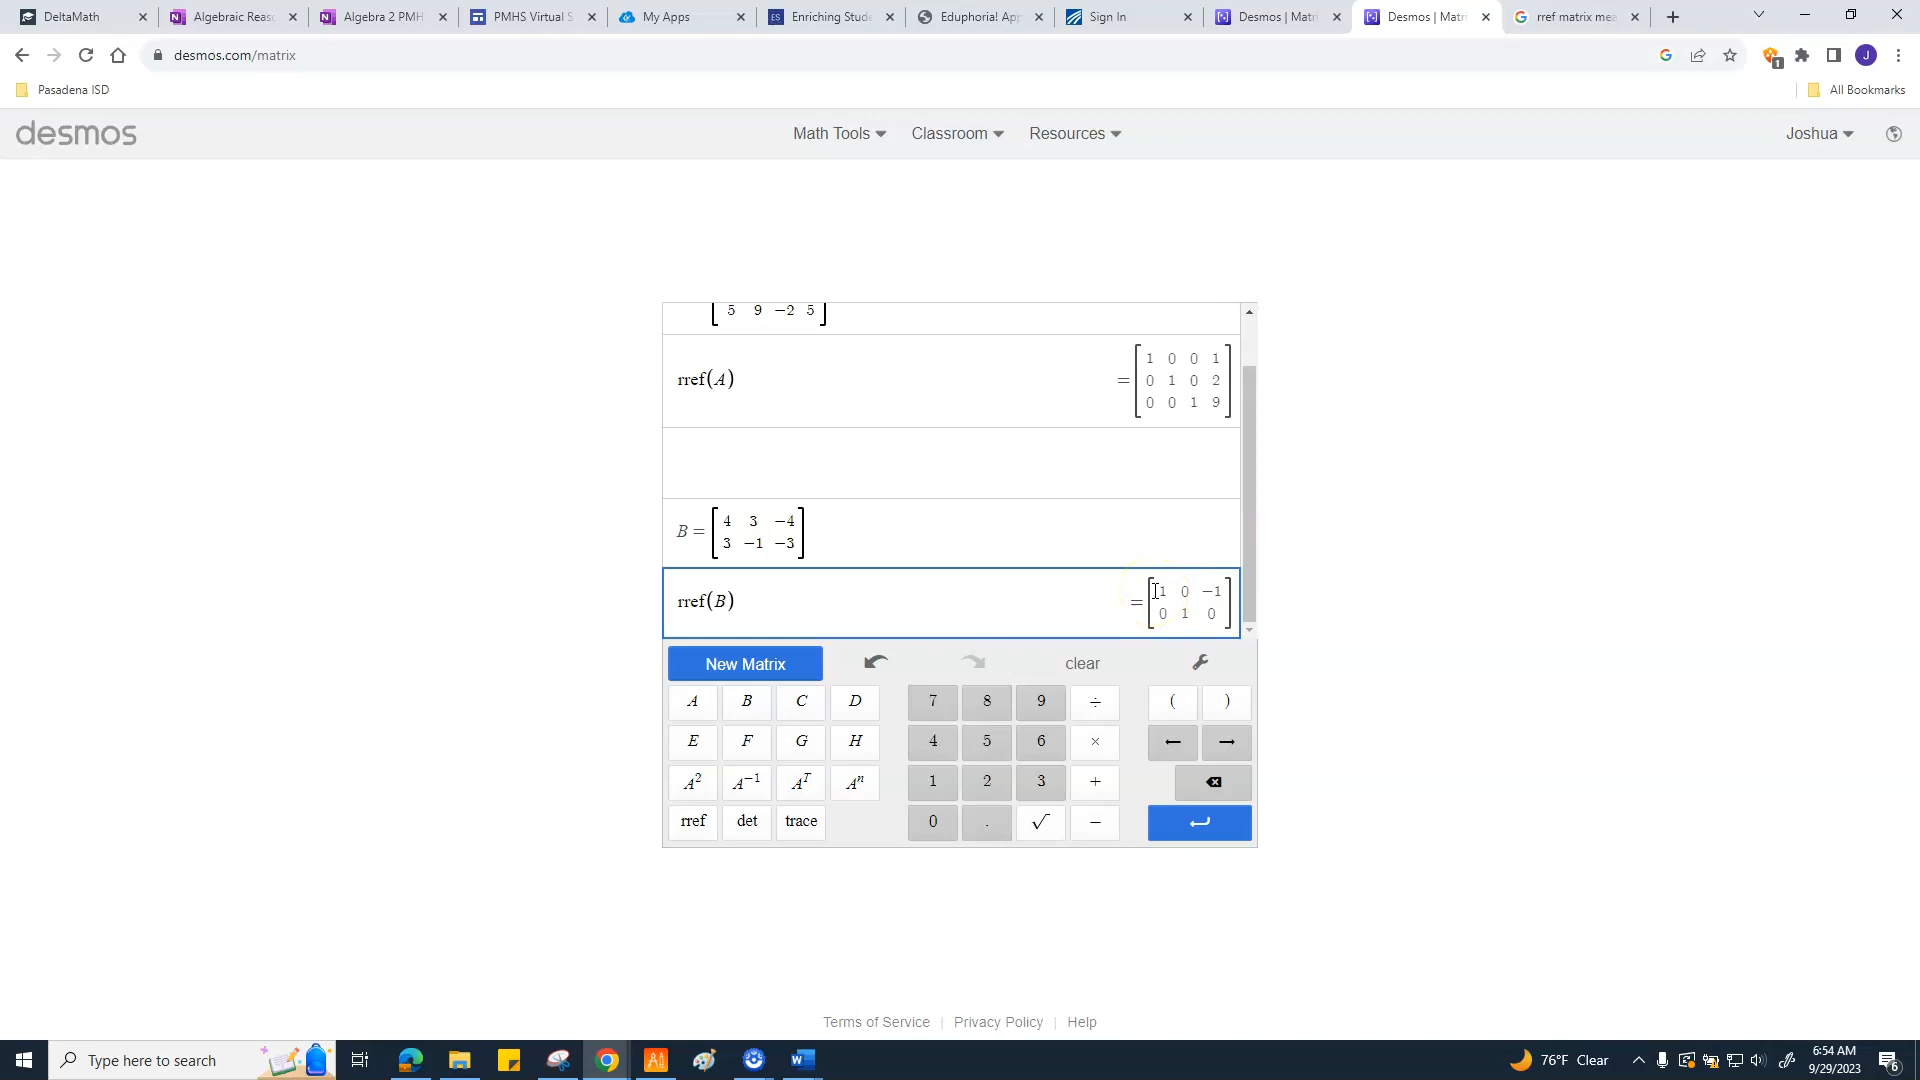 DeltaMath
Algebraic Reaso
Algebra 2 PMH
PMHS Virtual S
My Apps
Enriching Stude
Eduphoria! App
Sign In
Desmos | Matri
Desmos | Matri
rref matrix mea
desmos.com/matrix
1
J
Pasadena ISD
All Bookmarks
desmos
Math Tools
Classroom
Resources
Joshua
5 9 −2 5
rref(A)
=
1 0 0 1
0 1 0 2
0 0 1 9
B =
4 3 −4
3 −1 −3
rref(B)
=
1 0 −1
0 1 0
New Matrix
clear
A B C D 7 8 9 ÷ ( )
E F G H 4 5 6 × ← →
A² A⁻¹ Aᵀ Aⁿ 1 2 3 +
rref det trace 0 . √ −
Terms of Service | Privacy Policy | Help
Type here to search
76°F Clear
6:54 AM
9/29/2023
6